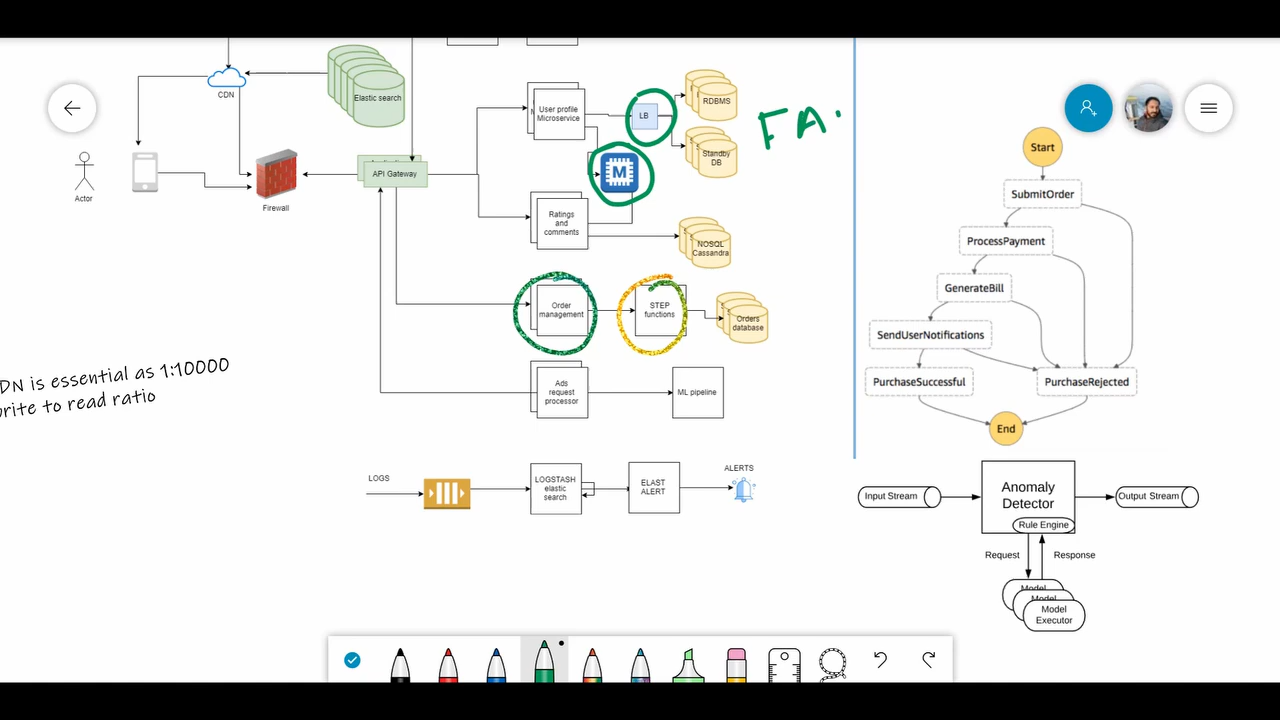 CDN
Elastic search
Actor
Firewall
API Gateway
User profile
Microservice
LB
RDBMS
Standby
DB
M
FA.
Ratings
and
comments
NOSQL
Cassandra
Order
management
STEP
functions
Orders
database
Ads
request
processor
ML pipeline
DN is essential as 1:10000
write to read ratio
LOGS
LOGSTASH
elastic
search
ELAST
ALERT
ALERTS
Start
SubmitOrder
ProcessPayment
GenerateBill
SendUserNotifications
PurchaseSuccessful
PurchaseRejected
End
Input Stream
Anomaly
Detector
Rule Engine
Output Stream
Request
Response
Model
Model
Model
Executor